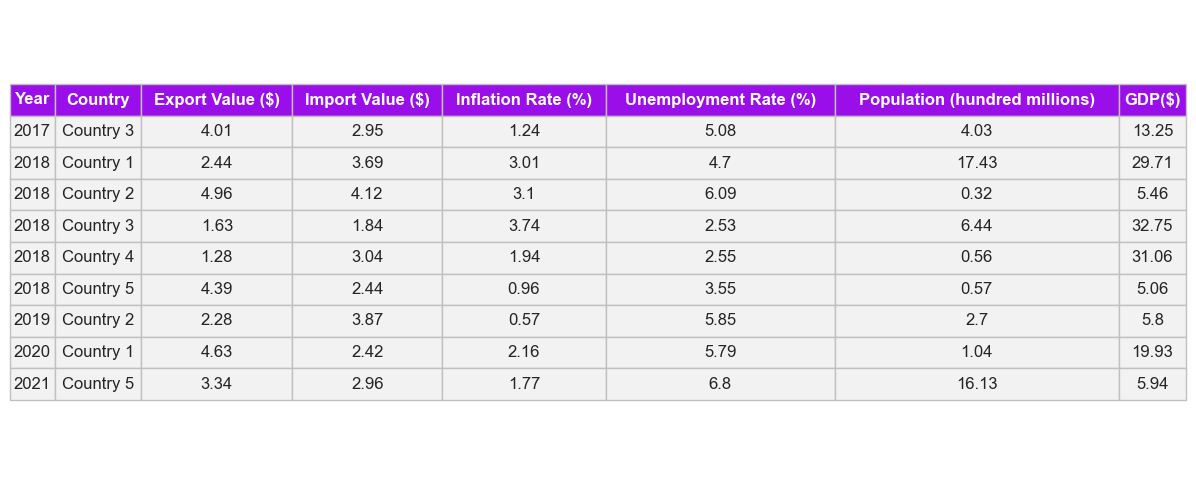 Year Country Export Value ($) Import Value ($) Inflation Rate (%) Unemployment Rate (%) Population (hundred millions) GDP($)
2017 Country 3 4.01 2.95 1.24 5.08 4.03 13.25
2018 Country 1 2.44 3.69 3.01 4.7 17.43 29.71
2018 Country 2 4.96 4.12 3.1 6.09 0.32 5.46
2018 Country 3 1.63 1.84 3.74 2.53 6.44 32.75
2018 Country 4 1.28 3.04 1.94 2.55 0.56 31.06
2018 Country 5 4.39 2.44 0.96 3.55 0.57 5.06
2019 Country 2 2.28 3.87 0.57 5.85 2.7 5.8
2020 Country 1 4.63 2.42 2.16 5.79 1.04 19.93
2021 Country 5 3.34 2.96 1.77 6.8 16.13 5.94